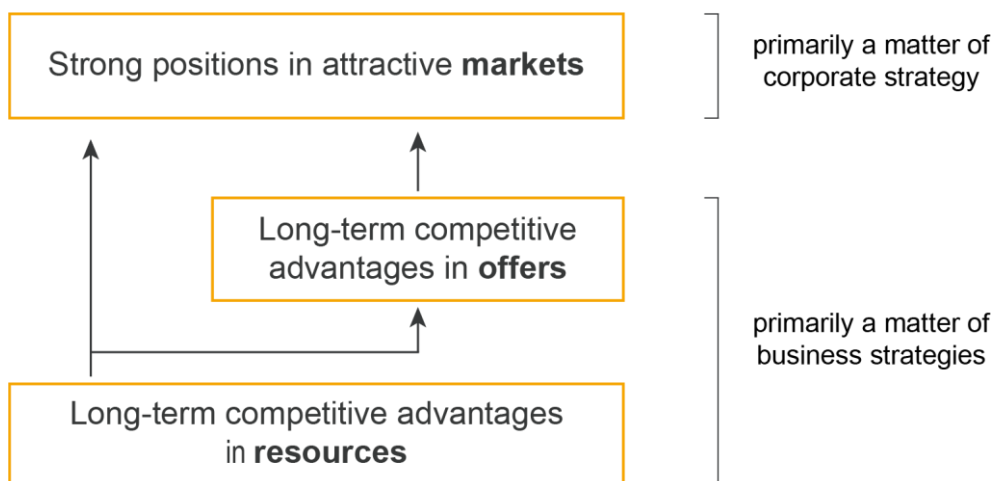 Strong positions in attractive markets
primarily a matter of
corporate strategy
Long-term competitive
advantages in offers
primarily a matter of
business strategies
Long-term competitive advantages
in resources